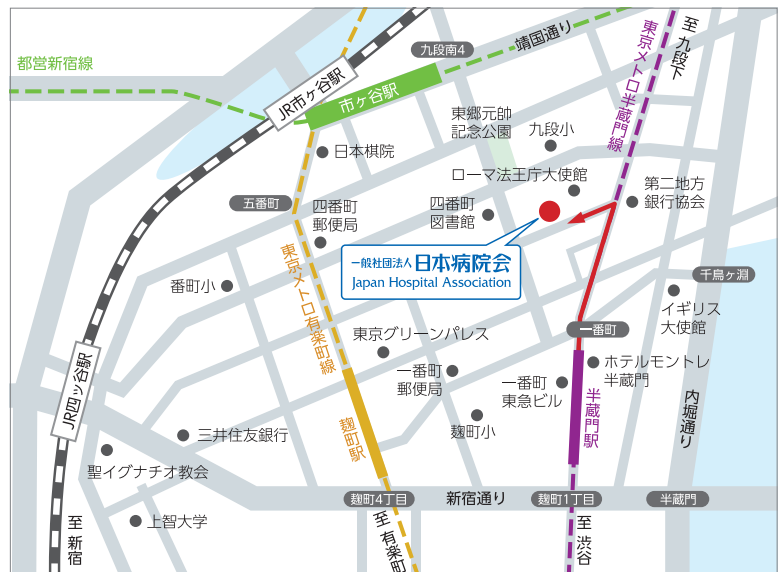 都営新宿線
JR市ヶ谷駅
市ヶ谷駅
九段南4
靖国通り
東京メトロ半蔵門線
至 九段下
日本棋院
東郷元帥
記念公園
九段小
ローマ法王庁大使館
第二地方
銀行協会
五番町
四番町
郵便局
四番町
図書館
一般社団法人 日本病院会
Japan Hospital Association
番町小
東京メトロ有楽町線
千鳥ヶ淵
イギリス
大使館
東京グリーンパレス
一番町
一番町
郵便局
一番町
東急ビル
ホテルモントレ
半蔵門
JR四ッ谷駅
麹町駅
麹町小
半蔵門駅
内堀通り
三井住友銀行
聖イグナチオ教会
上智大学
麹町4丁目
新宿通り
麹町1丁目
半蔵門
至 新宿
至 有楽町
至 渋谷